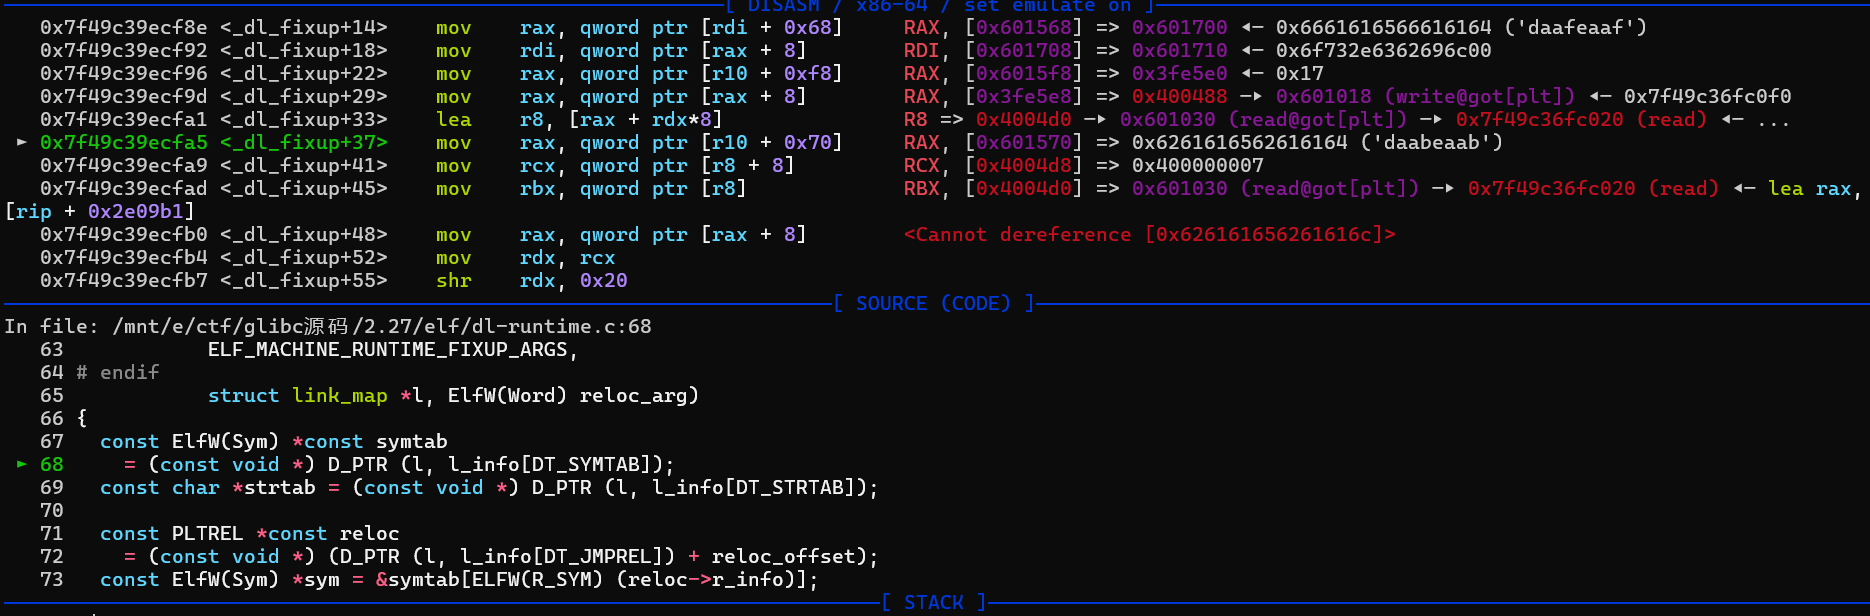 [ DISASM / x86-64 / set emulate on ]
0x7f49c39ecf8e <_dl_fixup+14> mov rax, qword ptr [rdi + 0x68] RAX, [0x601568] => 0x601700 ◂— 0x6661616566616164 ('daafeaaf')
0x7f49c39ecf92 <_dl_fixup+18> mov rdi, qword ptr [rax + 8] RDI, [0x601708] => 0x601710 ◂— 0x6f732e6362696c00
0x7f49c39ecf96 <_dl_fixup+22> mov rax, qword ptr [r10 + 0xf8] RAX, [0x6015f8] => 0x3fe5e0 ◂— 0x17
0x7f49c39ecf9d <_dl_fixup+29> mov rax, qword ptr [rax + 8] RAX, [0x3fe5e8] => 0x400488 —▸ 0x601018 (write@got[plt]) ◂— 0x7f49c36fc0f0
0x7f49c39ecfa1 <_dl_fixup+33> lea r8, [rax + rdx*8] R8 => 0x4004d0 —▸ 0x601030 (read@got[plt]) —▸ 0x7f49c36fc020 (read) ◂— ...
► 0x7f49c39ecfa5 <_dl_fixup+37> mov rax, qword ptr [r10 + 0x70] RAX, [0x601570] => 0x6261616562616164 ('daabeaab')
0x7f49c39ecfa9 <_dl_fixup+41> mov rcx, qword ptr [r8 + 8] RCX, [0x4004d8] => 0x400000007
0x7f49c39ecfad <_dl_fixup+45> mov rbx, qword ptr [r8] RBX, [0x4004d0] => 0x601030 (read@got[plt]) —▸ 0x7f49c36fc020 (read) ◂— lea rax,
[rip + 0x2e09b1]
0x7f49c39ecfb0 <_dl_fixup+48> mov rax, qword ptr [rax + 8] <Cannot dereference [0x626161656261616c]>
0x7f49c39ecfb4 <_dl_fixup+52> mov rdx, rcx
0x7f49c39ecfb7 <_dl_fixup+55> shr rdx, 0x20
[ SOURCE (CODE) ]
In file: /mnt/e/ctf/glibc源码/2.27/elf/dl-runtime.c:68
63 ELF_MACHINE_RUNTIME_FIXUP_ARGS,
64 # endif
65 struct link_map *l, ElfW(Word) reloc_arg)
66 {
67 const ElfW(Sym) *const symtab
► 68 = (const void *) D_PTR (l, l_info[DT_SYMTAB]);
69 const char *strtab = (const void *) D_PTR (l, l_info[DT_STRTAB]);
70
71 const PLTREL *const reloc
72 = (const void *) (D_PTR (l, l_info[DT_JMPREL]) + reloc_offset);
73 const ElfW(Sym) *sym = &symtab[ELFW(R_SYM) (reloc->r_info)];
[ STACK ]